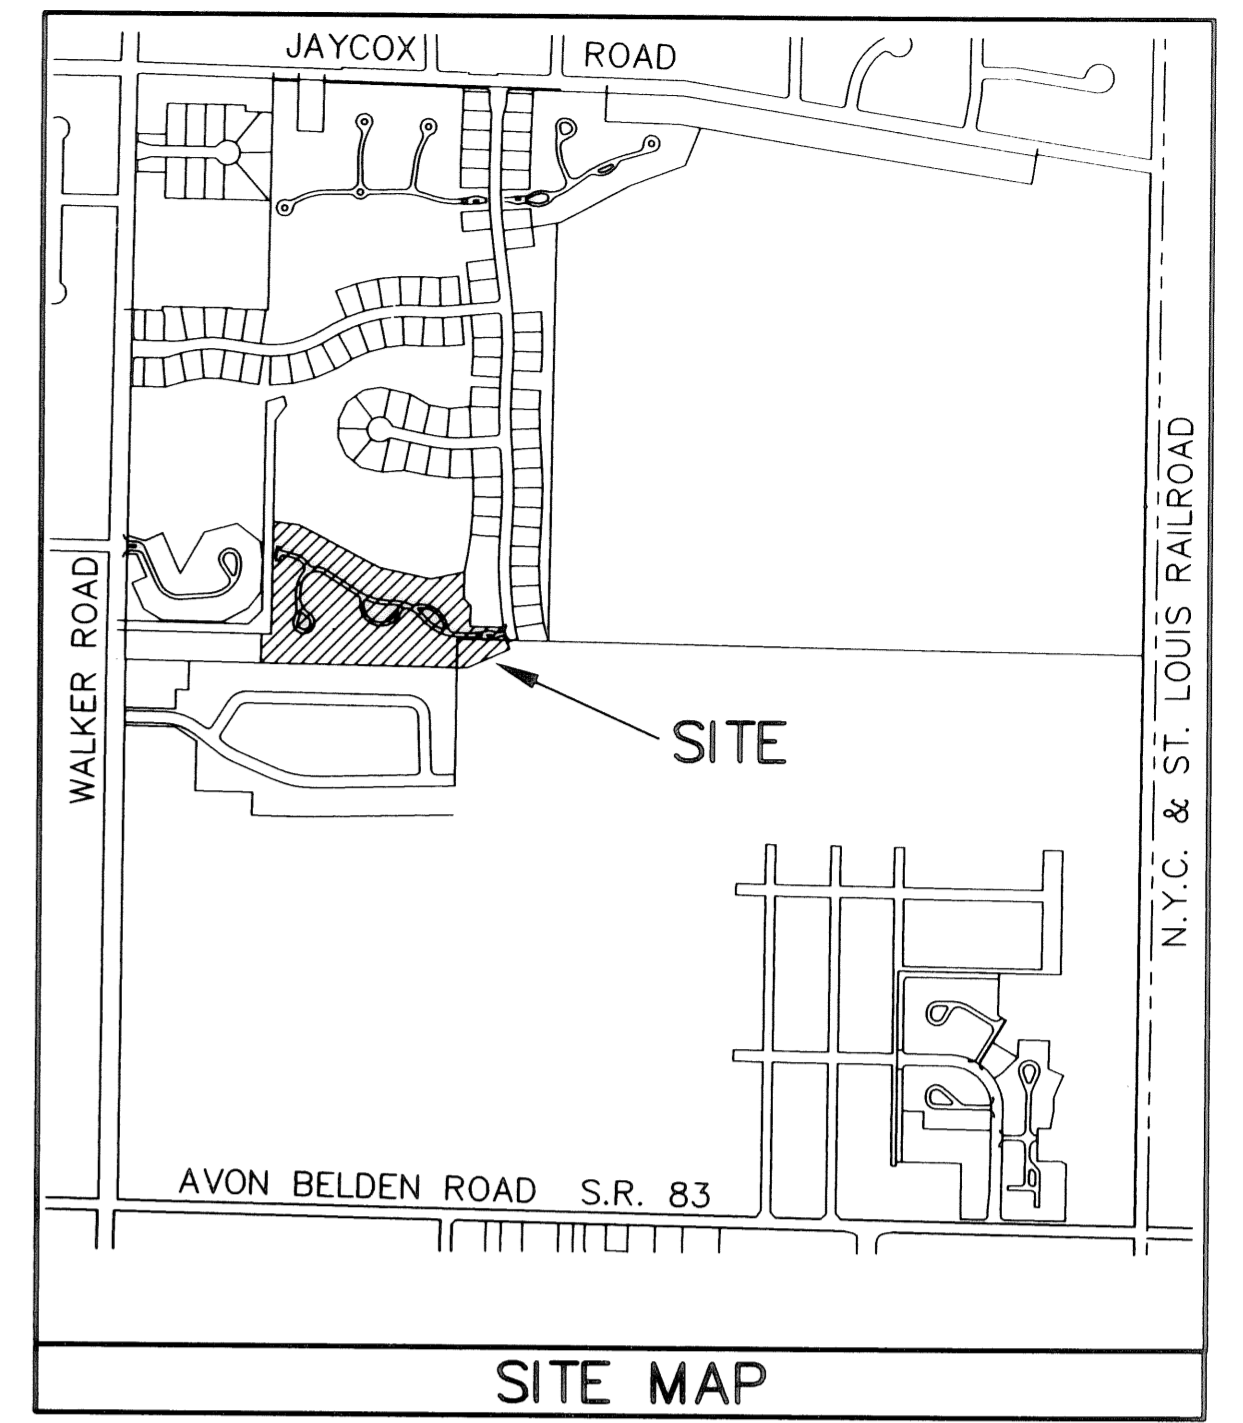 JAYCOX ROAD
WALKER ROAD
N.Y.C. & ST. LOUIS RAILROAD
SITE
AVON BELDEN ROAD S.R. 83
SITE MAP